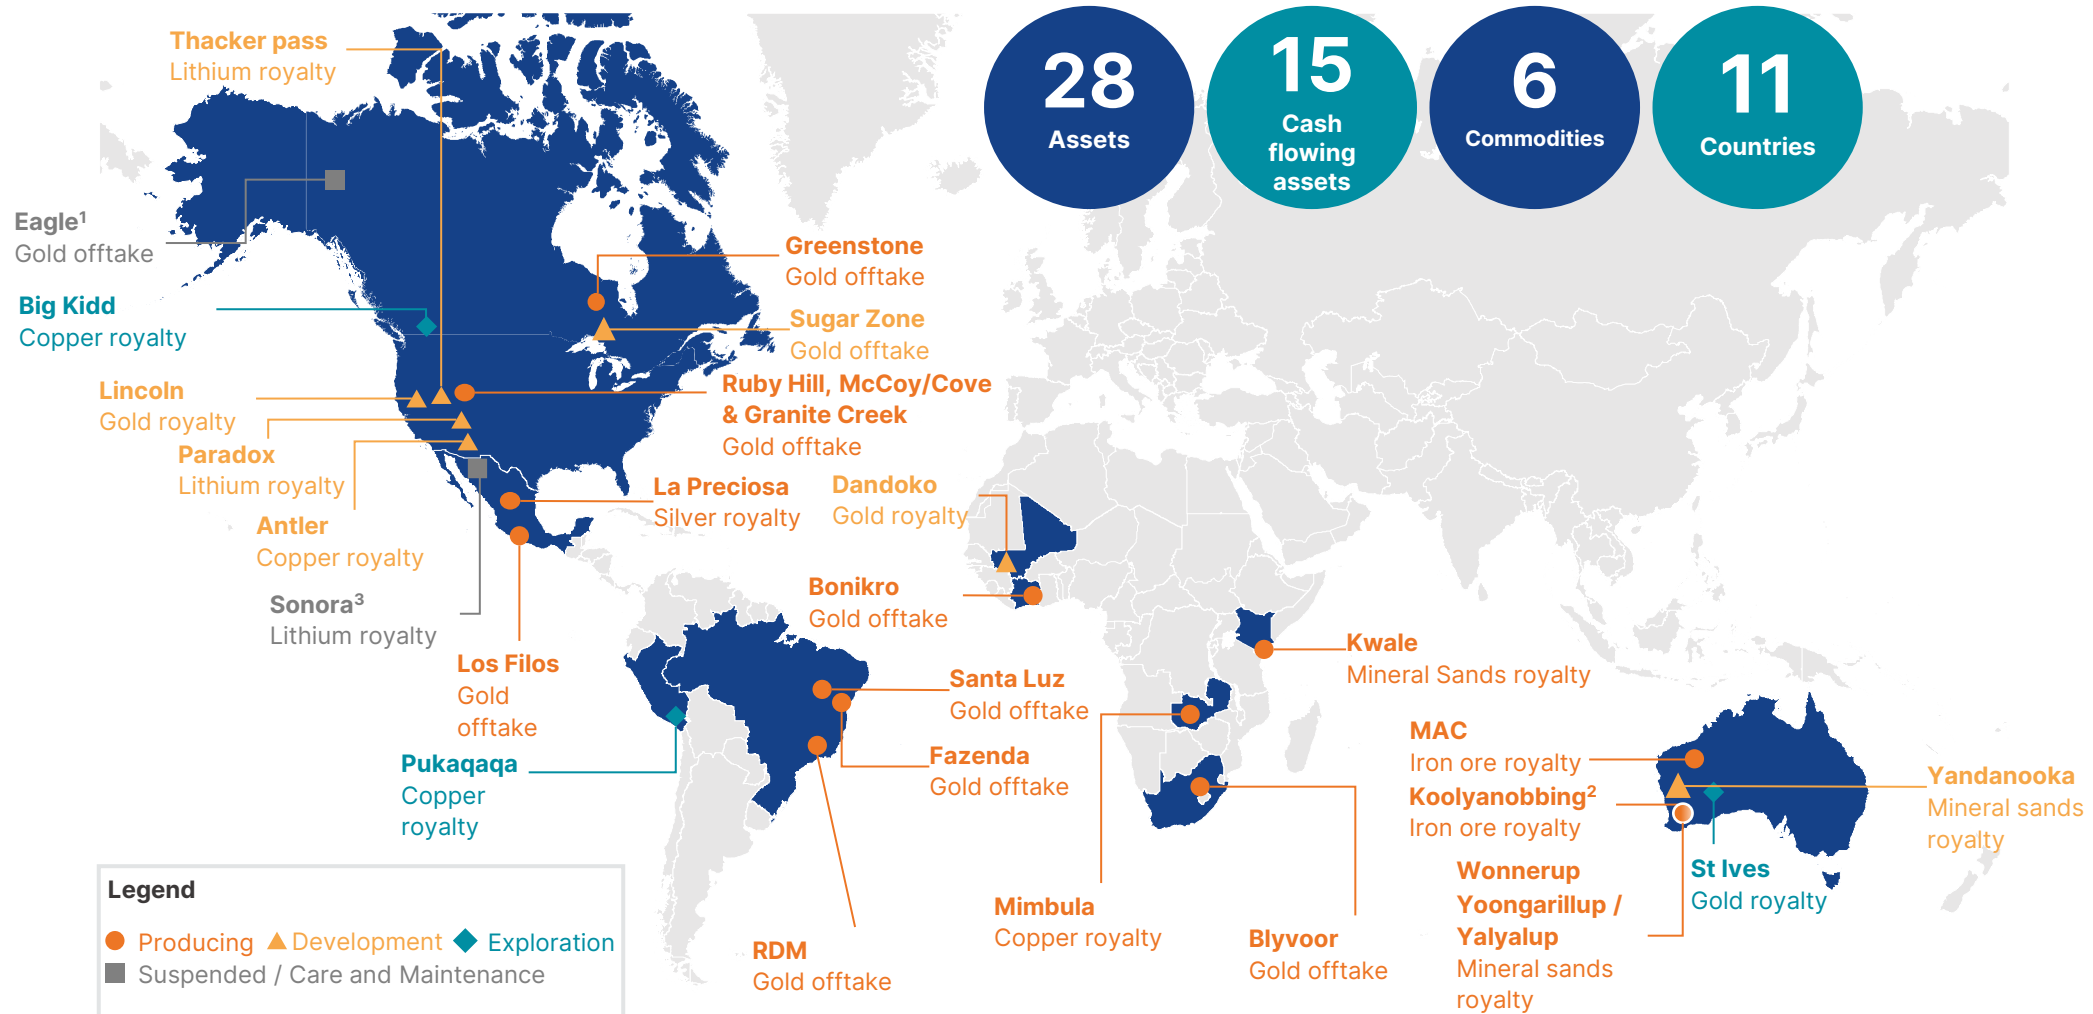 28
Assets
15
Cash
flowing
assets
6
Commodities
11
Countries
Thacker pass
Lithium royalty
Eagle¹
Gold offtake
Big Kidd
Copper royalty
Lincoln
Gold royalty
Paradox
Lithium royalty
Antler
Copper royalty
Sonora³
Lithium royalty
Los Filos
Gold
offtake
Pukaqaqa
Copper
royalty
Greenstone
Gold offtake
Sugar Zone
Gold offtake
Ruby Hill, McCoy/Cove
& Granite Creek
Gold offtake
La Preciosa
Silver royalty
Dandoko
Gold royalty
Bonikro
Gold offtake
Santa Luz
Gold offtake
Fazenda
Gold offtake
RDM
Gold offtake
Kwale
Mineral Sands royalty
Mimbula
Copper royalty
Blyvoor
Gold offtake
MAC
Iron ore royalty
Koolyanobbing²
Iron ore royalty
Wonnerup
Yoongarillup /
Yalyalup
Mineral sands
royalty
St Ives
Gold royalty
Yandanooka
Mineral sands
royalty
Legend
Producing
Development
Exploration
Suspended / Care and Maintenance